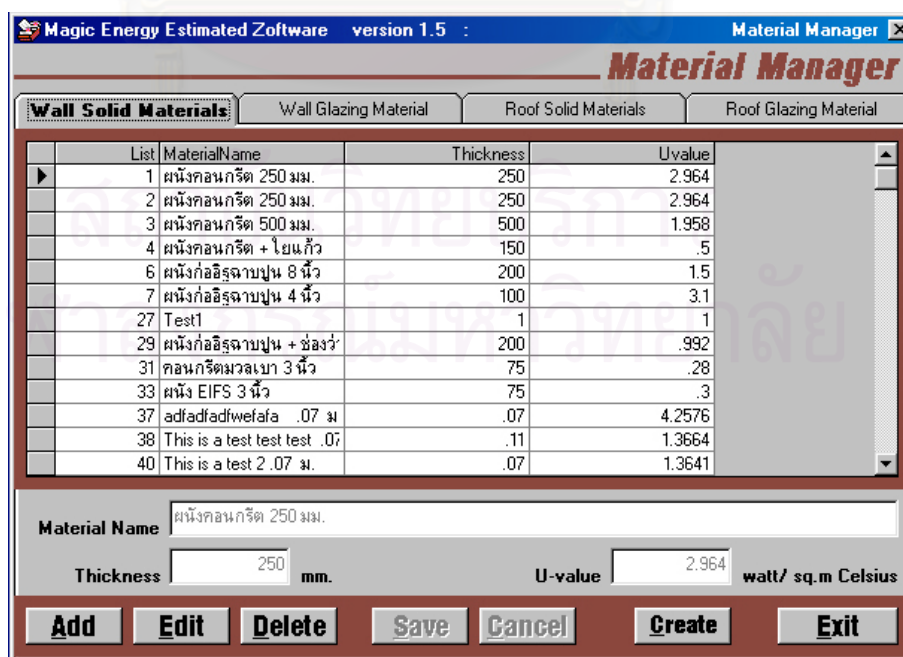 Magic Energy Estimated Zoftware version 1.5 : Material Manager
Material Manager
Wall Solid Materials Wall Glazing Material Roof Solid Materials Roof Glazing Material
List MaterialName Thickness Uvalue
1 ผนังคอนกรีต 250 มม. 250 2.964
2 ผนังคอนกรีต 250 มม. 250 2.964
3 ผนังคอนกรีต 500 มม. 500 1.958
4 ผนังคอนกรีต + ใยแก้ว 150 .5
6 ผนังก่ออิฐฉาบปูน 8 นิ้ว 200 1.5
7 ผนังก่ออิฐฉาบปูน 4 นิ้ว 100 3.1
27 Test1 1 1
29 ผนังก่ออิฐฉาบปูน + ช่องว่ 200 .992
31 คอนกรีตมวลเบา 3 นิ้ว 75 .28
33 ผนัง EIFS 3 นิ้ว 75 .3
37 adfadfadfwefafa .07 ม .07 4.2576
38 This is a test test test .07 .11 1.3664
40 This is a test 2 .07 ม. .07 1.3641
Material Name ผนังคอนกรีต 250 มม.
Thickness 250 mm. U-value 2.964 watt/ sq.m Celsius
Add Edit Delete Save Cancel Create Exit